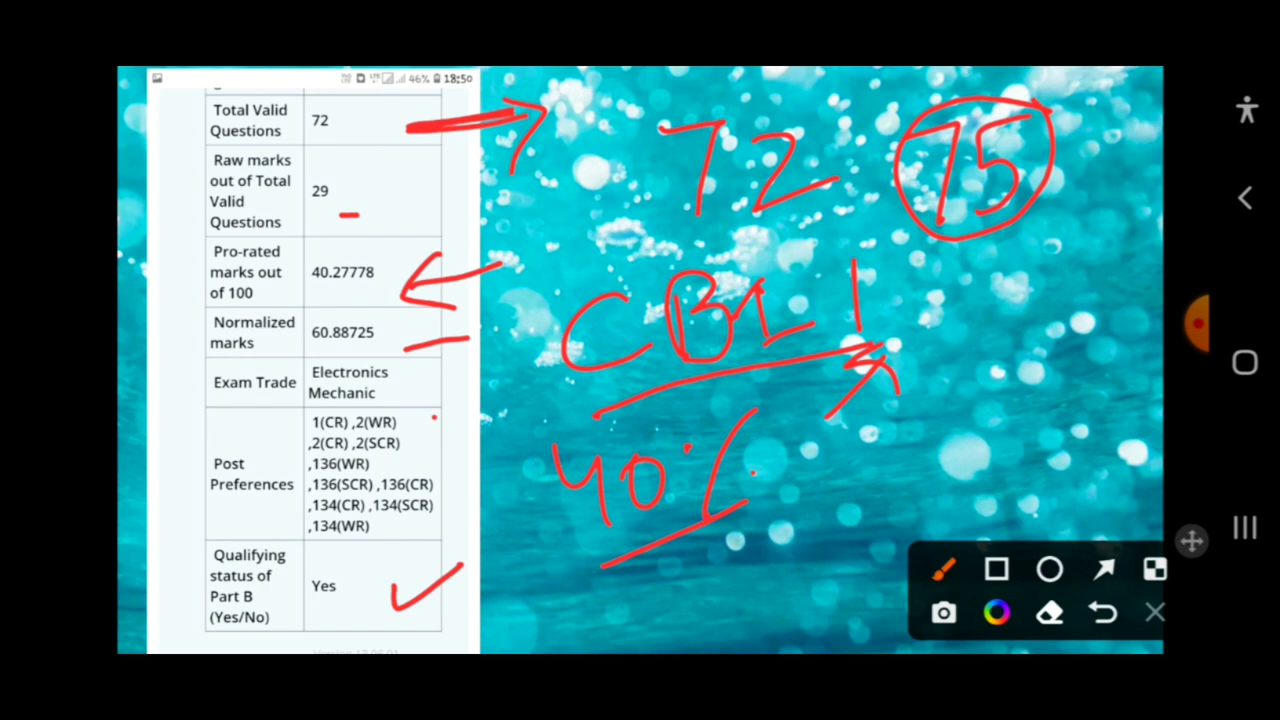 46% 18:50
Total Valid
Questions
72
Raw marks
out of Total
Valid
Questions
29
Pro-rated
marks out
of 100
40.27778
Normalized
marks
60.88725
Exam Trade
Electronics
Mechanic
Post
Preferences
1(CR) ,2(WR)
,2(CR) ,2(SCR)
,136(WR)
,136(SCR) ,136(CR)
,134(CR) ,134(SCR)
,134(WR)
Qualifying
status of
Part B
(Yes/No)
Yes
72 75
40%